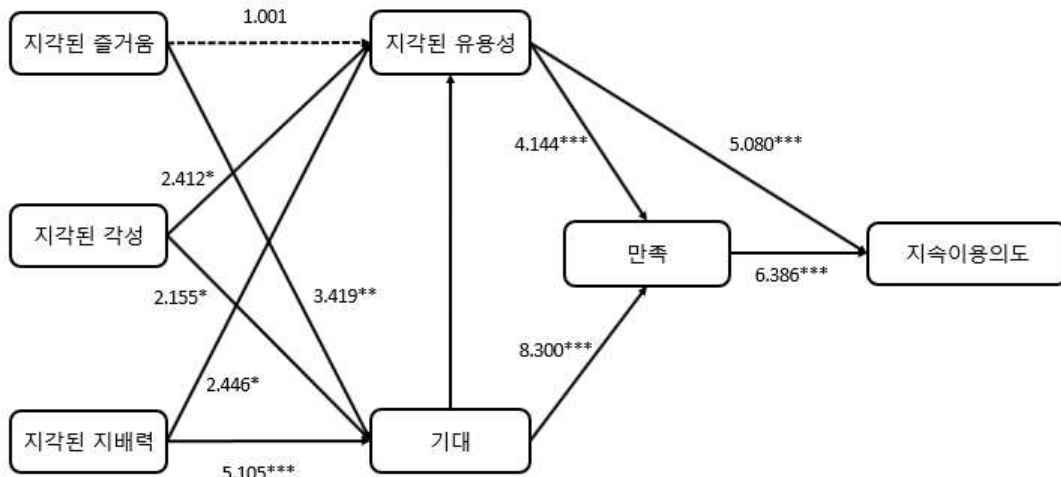 1.001
지각된 즐거움
지각된 유용성
4.144***
5.080***
2.412*
지각된 각성
만족
지속이용의도
6.386***
2.155*
3.419**
8.300***
2.446*
지각된 지배력
기대
5.105***